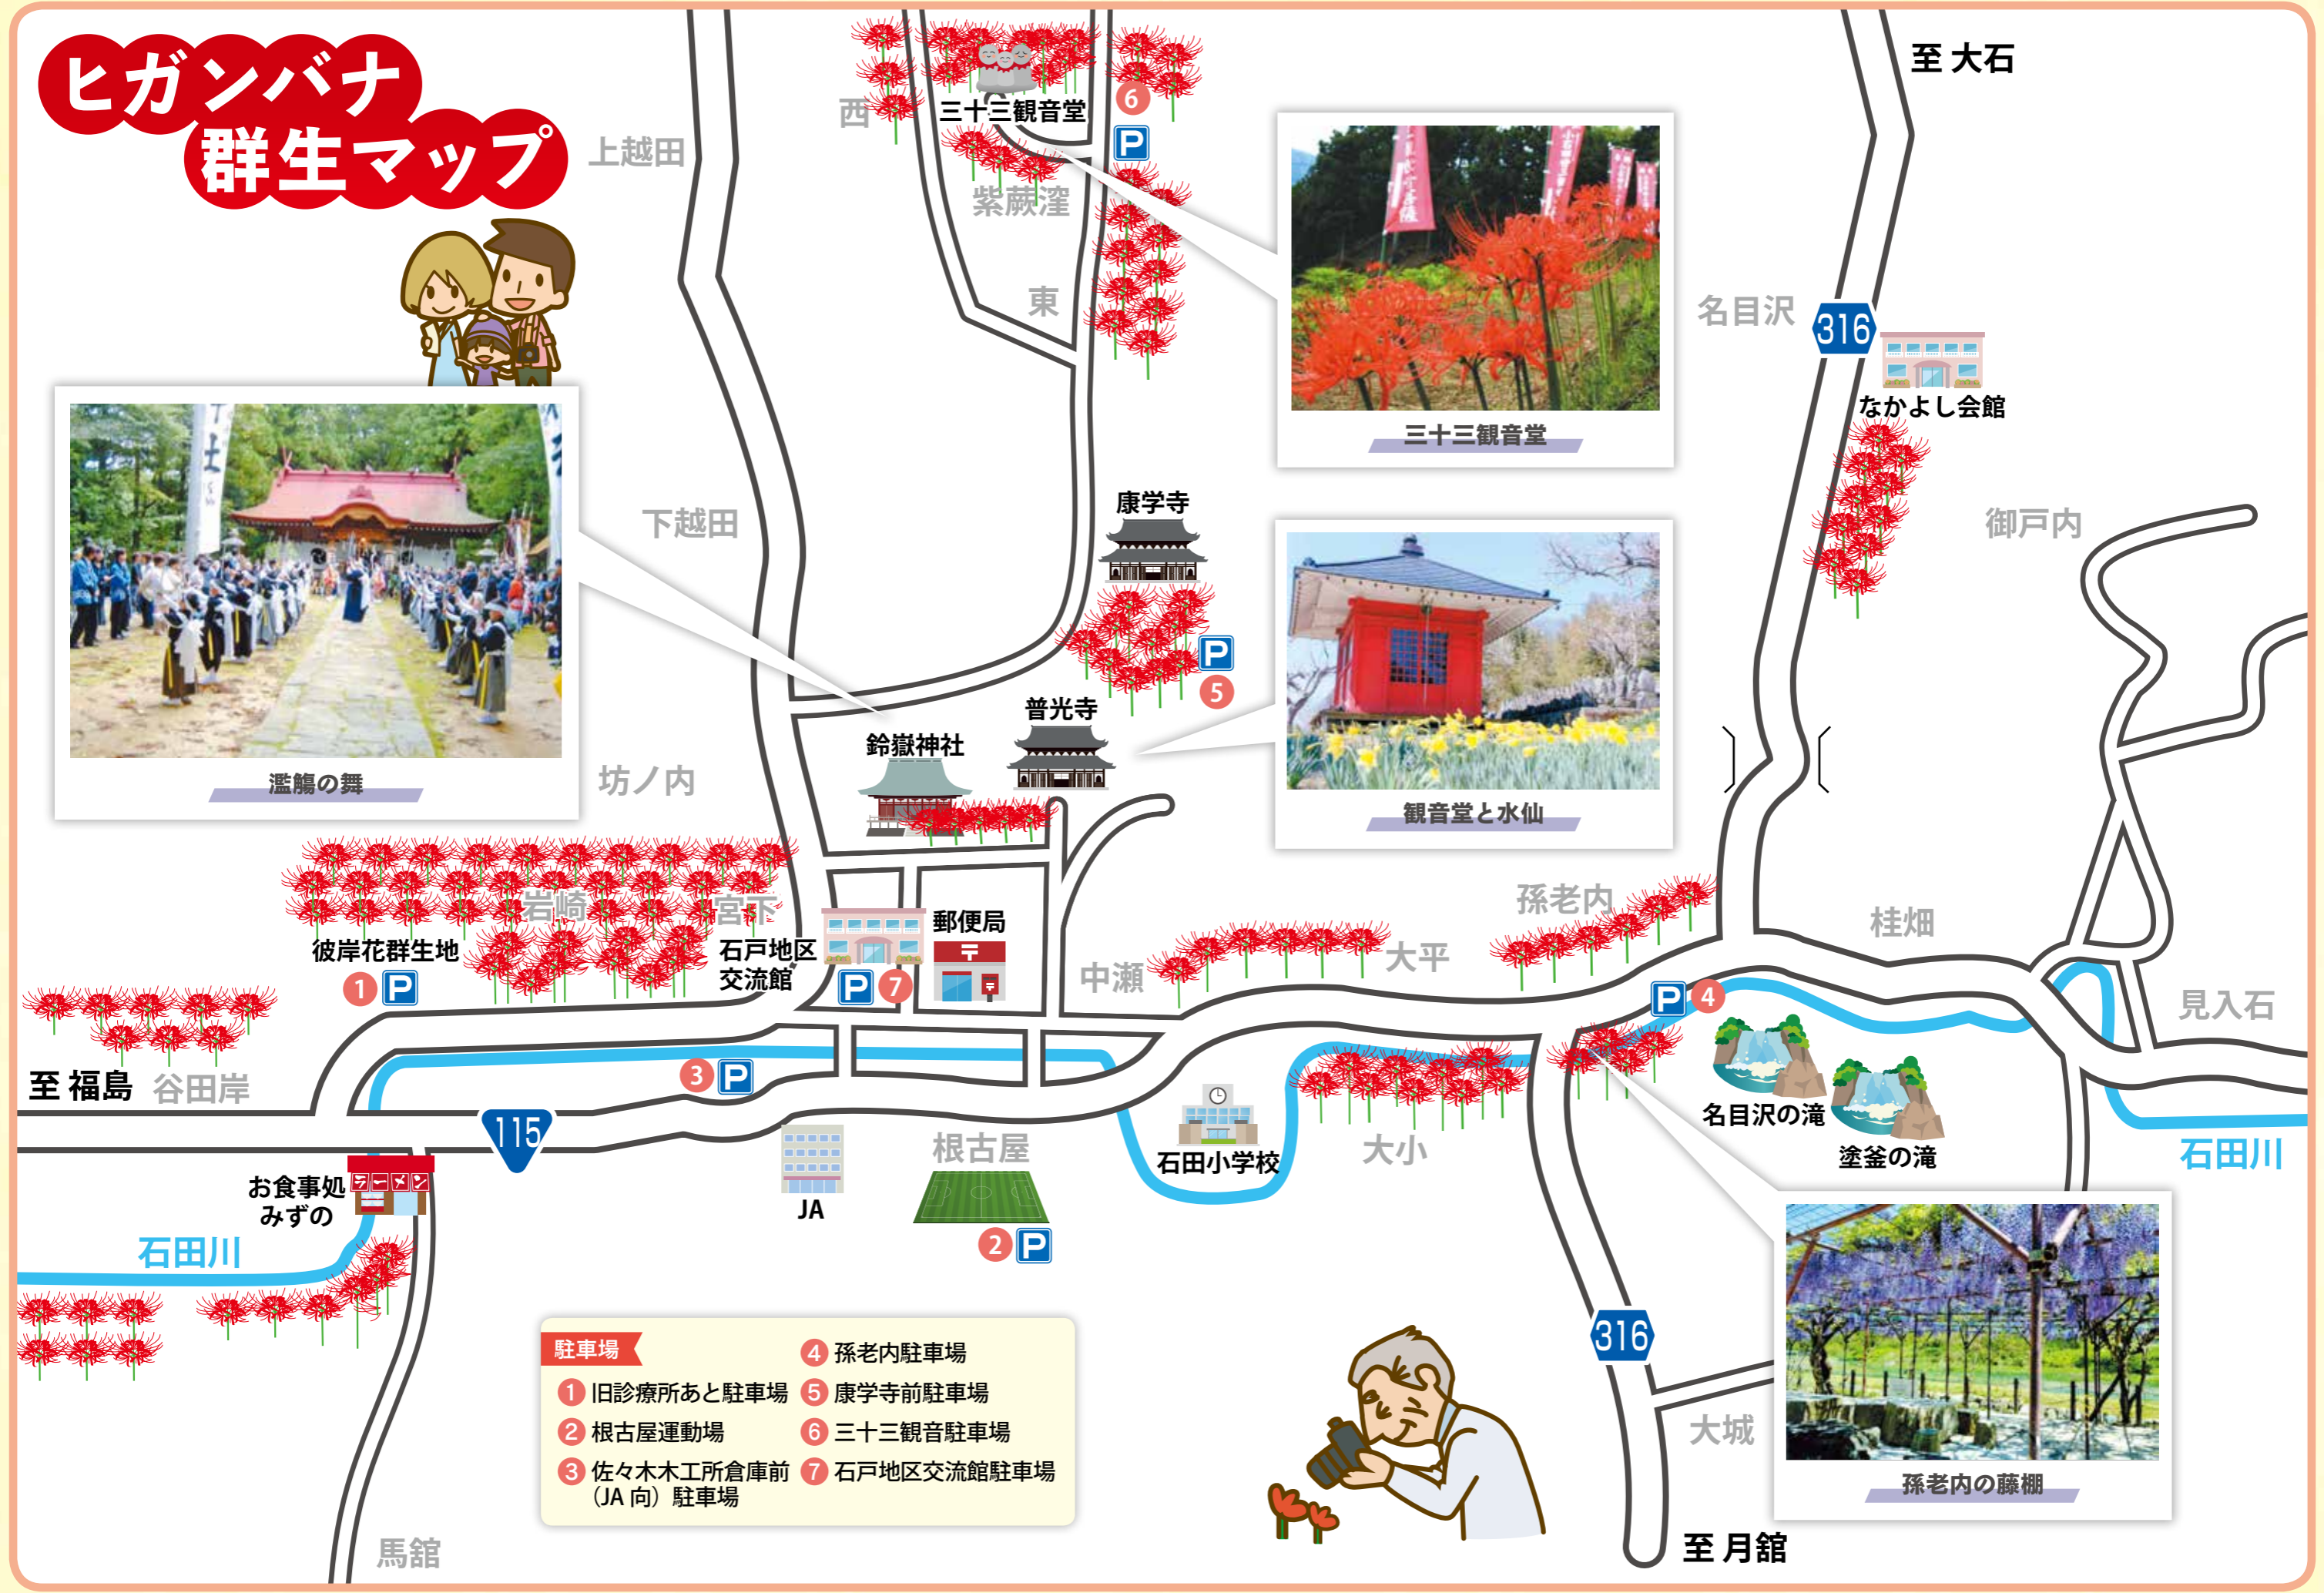 ヒガンバナ
群生マップ
至 大石
西
三十三観音堂
6
P
上越田
紫蕨滝
東
名目沢
316
なかよし会館
三十三観音堂
康学寺
下越田
御戸内
P
5
普光寺
鈴嶽神社
濫觴の舞
坊ノ内
観音堂と水仙
岩崎
宮下
孫老内
桂畑
彼岸花群生地
1 P
石戸地区
交流館
P 7
郵便局
中瀬
大平
P 4
見入石
至 福島
谷田岸
3 P
115
名目沢の滝
塗釜の滝
石田川
お食事処
みずの
ラーメン
JA
根古屋
2 P
石田小学校
大小
石田川
316
大城
孫老内の藤棚
至 月舘
馬舘
駐車場
1 旧診療所あと駐車場
2 根古屋運動場
3 佐々木木工所倉庫前
（JA 向）駐車場
4 孫老内駐車場
5 康学寺前駐車場
6 三十三観音駐車場
7 石戸地区交流館駐車場